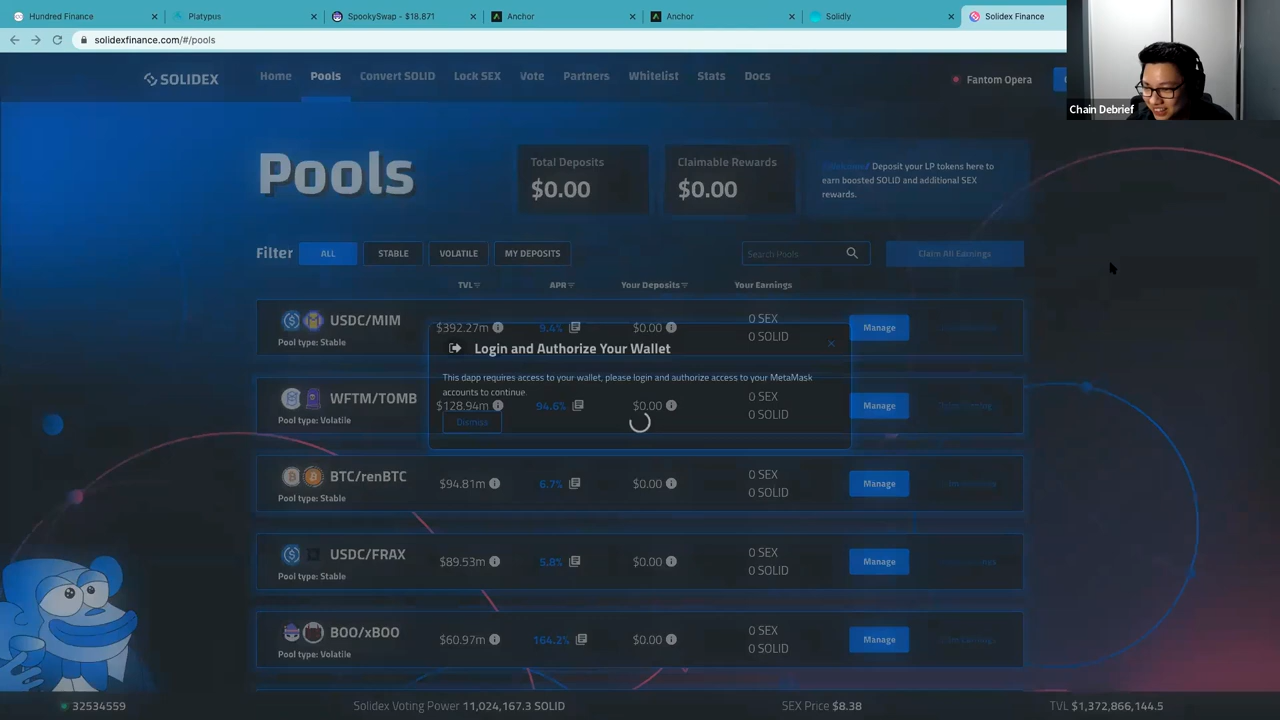 Hundred Finance
Platypus
SpookySwap - $18.871
Anchor
Anchor
Solidly
Solidex Finance
solidexfinance.com/#/pools
Chain Debrief
SOLIDEX
Home
Pools
Convert SOLID
Lock SEX
Vote
Partners
Whitelist
Stats
Docs
Fantom Opera
Pools
Total Deposits
$0.00
Claimable Rewards
$0.00
Deposit your LP tokens here to
earn boosted SOLID and additional SEX
rewards.
Filter
ALL
STABLE
VOLATILE
MY DEPOSITS
Search Pools
Claim All Earnings
TVL
APR
Your Deposits
Your Earnings
USDC/MIM
Pool type: Stable
$392.27m
9.4%
$0.00
0 SEX
0 SOLID
Manage
Login and Authorize Your Wallet
This dapp requires access to your wallet, please login and authorize access to your MetaMask
accounts to continue.
Dismiss
WFTM/TOMB
Pool type: Volatile
$128.94m
94.6%
$0.00
0 SEX
0 SOLID
Manage
BTC/renBTC
Pool type: Stable
$94.81m
6.7%
$0.00
0 SEX
0 SOLID
Manage
USDC/FRAX
Pool type: Stable
$89.53m
5.8%
$0.00
0 SEX
0 SOLID
Manage
BOO/xBOO
Pool type: Volatile
$60.97m
164.2%
$0.00
0 SEX
0 SOLID
Manage
32534559
Solidex Voting Power 11,024,167.3 SOLID
SEX Price $8.38
TVL $1,372,866,144.5